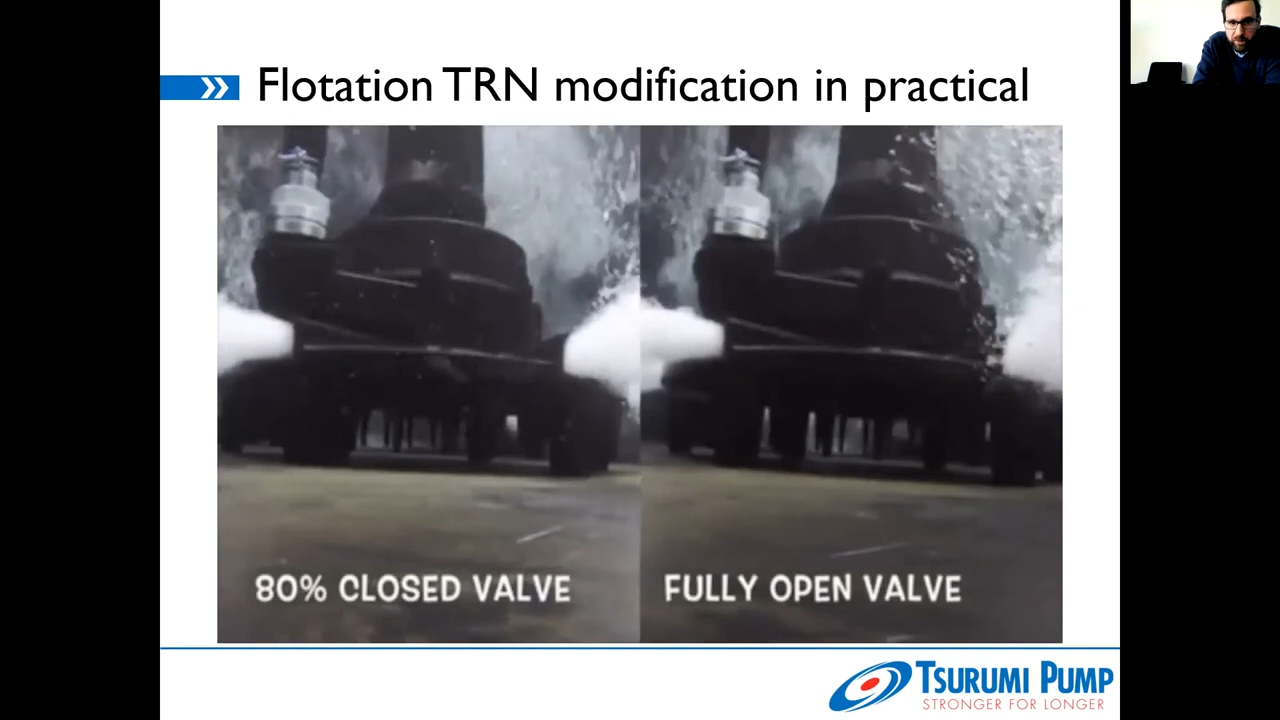 Flotation TRN modification in practical
80% CLOSED VALVE
FULLY OPEN VALVE
TSURUMI PUMP
STRONGER FOR LONGER